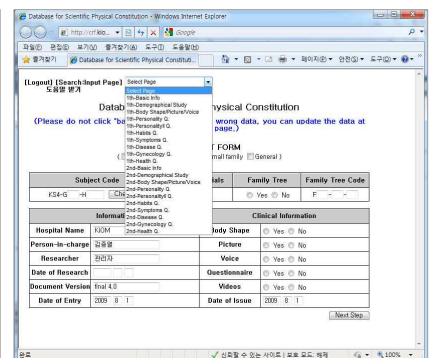 Database for Scientific Physical Constitution - Windows Internet Explorer
http://crf.kio...
Google
파일(F) 편집(E) 보기(V) 즐겨찾기(A) 도구(T) 도움말(H)
즐겨찾기 Database for Scientific Physical Constituti... 페이지(P) 안전(S) 도구(O)
[Logout] [Search:Input Page] Select Page
도움말 받기
Select Page
1th-Basic Info
1th-Demographical Study
1th-Body Shape/Picture/Voice
1th-Personality Q.
1th-PersonalityII Q.
1th-Habits Q.
1th-Symptoms Q.
1th-Disease Q.
1th-Gynecology Q.
1th-Health Q.
2nd-Basic Info
2nd-Demographical Study
2nd-Body Shape/Picture/Voice
2nd-Personality Q.
2nd-PersonalityII Q.
2nd-Habits Q.
2nd-Symptoms Q.
2nd-Disease Q.
2nd-Gynecology Q.
2nd-Health Q.
Datab hysical Constitution
(Please do not click "ba wrong data, you can update the data at
page.)
T FORM
( mall family General )
Subject Code ials Family Tree Family Tree Code
KS4-G -H Che Yes No F - -
Informati Clinical Information
Hospital Name KIOM Body Shape Yes No
Person-in-charge 김종열 Picture Yes No
Researcher 관리자 Voice Yes No
Date of Research Questionnaire Yes No
Document Version final 4,0 Videos Yes No
Date of Entry 2009 8 1 Date of Issue 2009 8 1
Next Step
완료 신뢰할 수 있는 사이트 | 보호 모드: 해제 100%